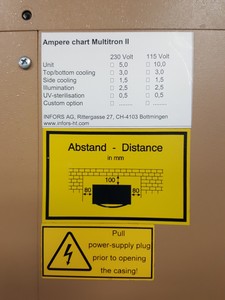 Ampere chart Multitron II
230 Volt 115 Volt
Unit □ 5,0 □ 10,0
Top/bottom cooling □ 3,0 □ 3,0
Side cooling □ 1,5 □ 1,5
Illumination □ 2,5 □ 2,5
UV-sterilisation □ 0,5 □ 0,5
Custom option □ ..... □ .....
INFORS AG, Rittergasse 27, CH-4103 Bottmingen
www.infors-ht.com
Abstand - Distance
in mm
100
80 80
Pull
power-supply plug
prior to opening
the casing!